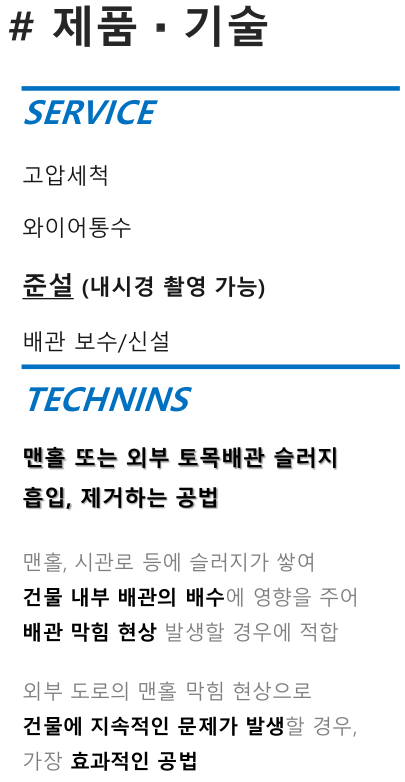 # 제품 ▪ 기술
SERVICE
고압세척
와이어통수
준설 (내시경 촬영 가능)
배관 보수/신설
TECHNINS
맨홀 또는 외부 토목배관 슬러지
흡입, 제거하는 공법
맨홀, 시관로 등에 슬러지가 쌓여
건물 내부 배관의 배수에 영향을 주어
배관 막힘 현상 발생할 경우에 적합
외부 도로의 맨홀 막힘 현상으로
건물에 지속적인 문제가 발생할 경우,
가장 효과적인 공법